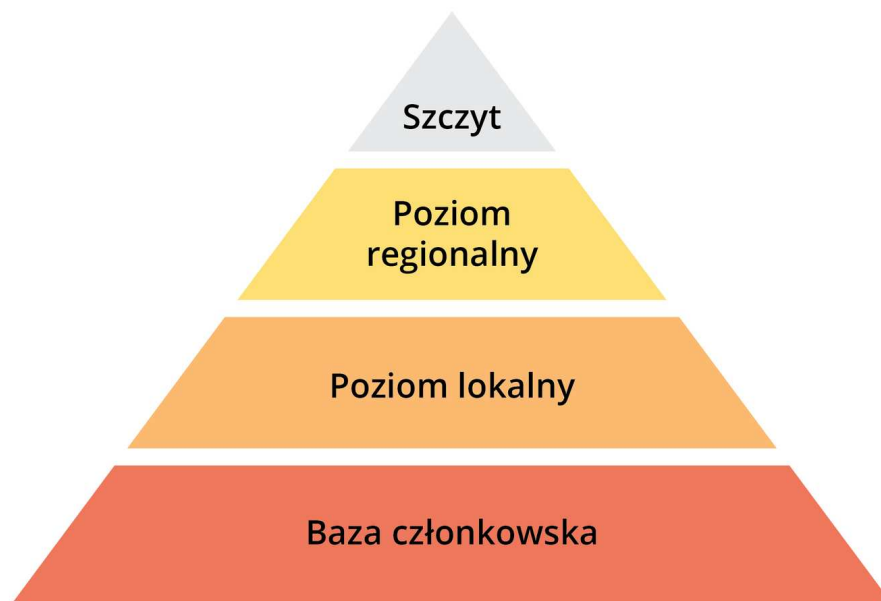 Szczyt
Poziom
regionalny
Poziom lokalny
Baza członkowska